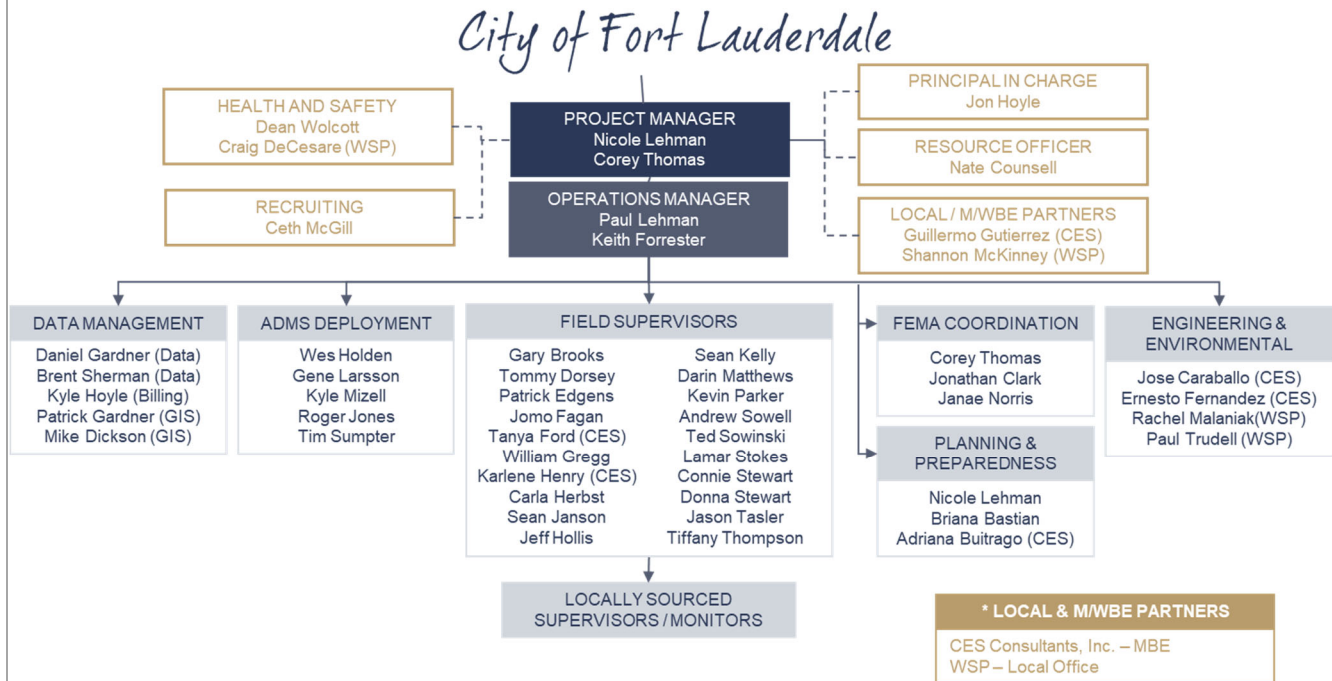 City of Fort Lauderdale
HEALTH AND SAFETY
Dean Wolcott
Craig DeCesare (WSP)
RECRUITING
Ceth McGill
PROJECT MANAGER
Nicole Lehman
Corey Thomas
OPERATIONS MANAGER
Paul Lehman
Keith Forrester
PRINCIPAL IN CHARGE
Jon Hoyle
RESOURCE OFFICER
Nate Counsell
LOCAL / M/WBE PARTNERS
Guillermo Gutierrez (CES)
Shannon McKinney (WSP)
DATA MANAGEMENT
Daniel Gardner (Data)
Brent Sherman (Data)
Kyle Hoyle (Billing)
Patrick Gardner (GIS)
Mike Dickson (GIS)
ADMS DEPLOYMENT
Wes Holden
Gene Larsson
Kyle Mizell
Roger Jones
Tim Sumpter
FIELD SUPERVISORS
Gary Brooks
Tommy Dorsey
Patrick Edgens
Jomo Fagan
Tanya Ford (CES)
William Gregg
Karlene Henry (CES)
Carla Herbst
Sean Janson
Jeff Hollis
Sean Kelly
Darin Matthews
Kevin Parker
Andrew Sowell
Ted Sowinski
Lamar Stokes
Connie Stewart
Donna Stewart
Jason Tasler
Tiffany Thompson
LOCALLY SOURCED
SUPERVISORS / MONITORS
FEMA COORDINATION
Corey Thomas
Jonathan Clark
Janae Norris
PLANNING &
PREPAREDNESS
Nicole Lehman
Briana Bastian
Adriana Buitrago (CES)
ENGINEERING &
ENVIRONMENTAL
Jose Caraballo (CES)
Ernesto Fernandez (CES)
Rachel Malaniak(WSP)
Paul Trudell (WSP)
* LOCAL & M/WBE PARTNERS
CES Consultants, Inc. – MBE
WSP – Local Office